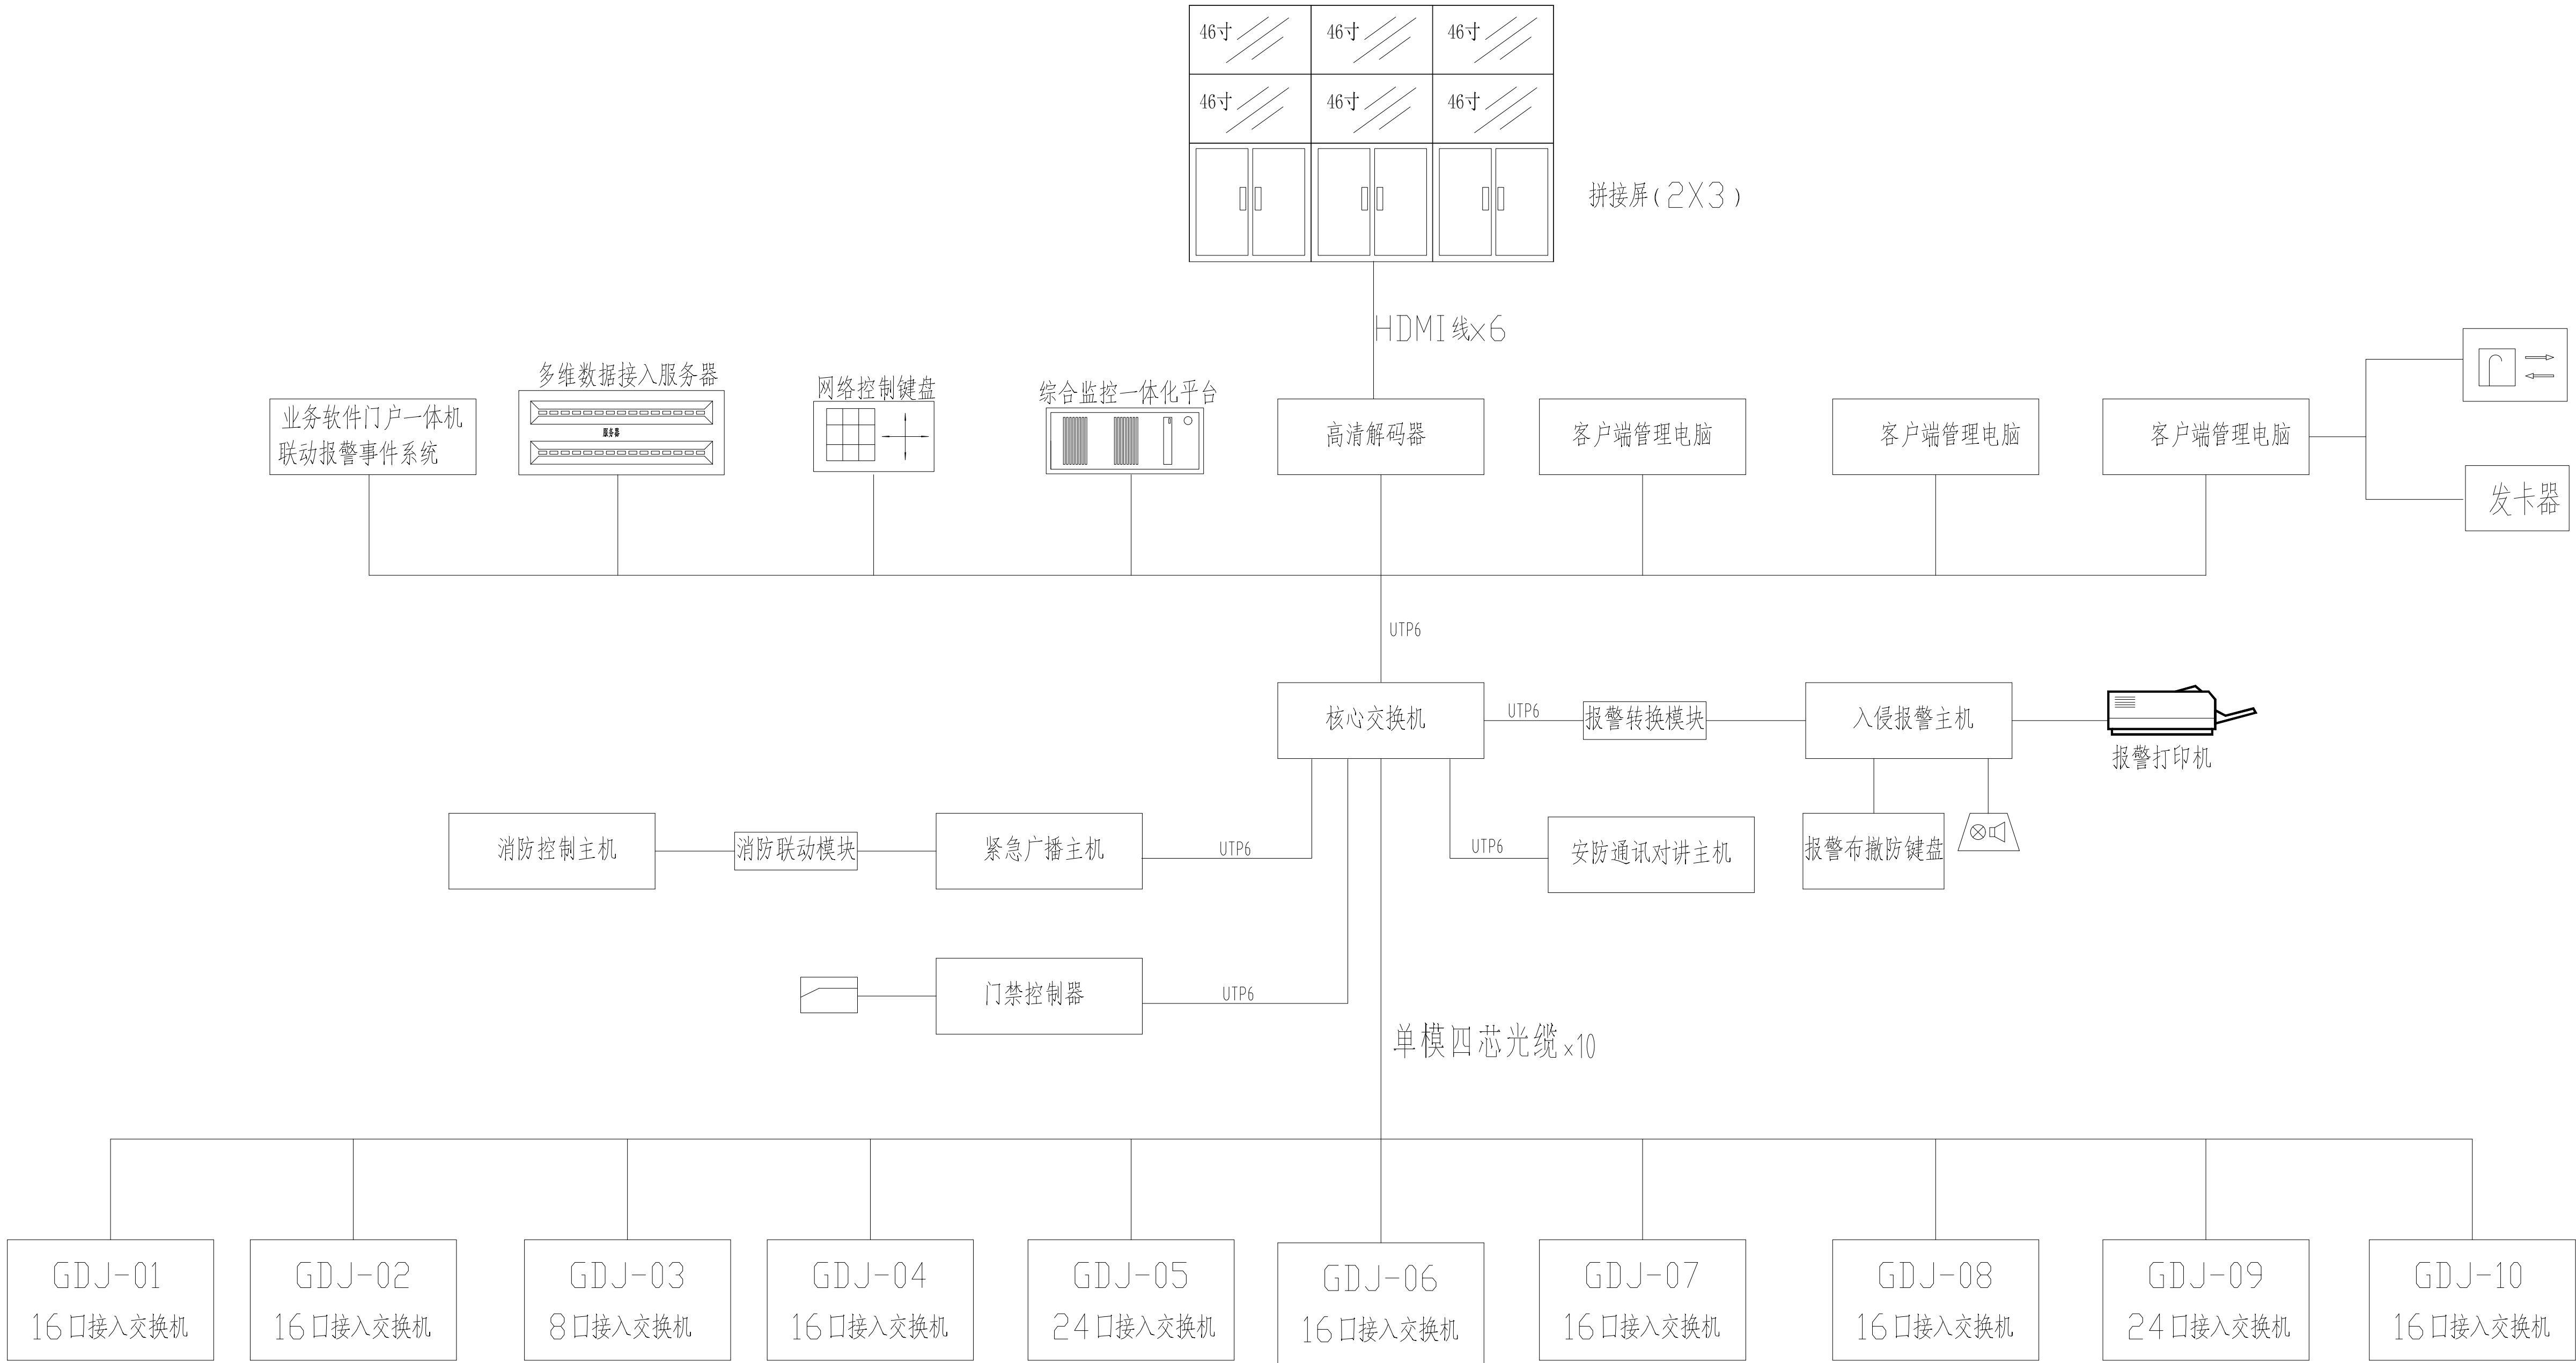 46寸 46寸 46寸
46寸 46寸 46寸
拼接屏(2X3)
HDMI线x6
多维数据接入服务器
网络控制键盘
综合监控一体化平台
业务软件门户一体机
联动报警事件系统
服务器
高清解码器
客户端管理电脑
客户端管理电脑
客户端管理电脑
发卡器
UTP6
核心交换机
UTP6
报警转换模块
入侵报警主机
报警打印机
消防控制主机
消防联动模块
紧急广播主机
UTP6
UTP6
安防通讯对讲主机
报警布撤防键盘
门禁控制器
UTP6
单模四芯光缆x10
GDJ-01
16口接入交换机
GDJ-02
16口接入交换机
GDJ-03
8口接入交换机
GDJ-04
16口接入交换机
GDJ-05
24口接入交换机
GDJ-06
16口接入交换机
GDJ-07
16口接入交换机
GDJ-08
16口接入交换机
GDJ-09
24口接入交换机
GDJ-10
16口接入交换机